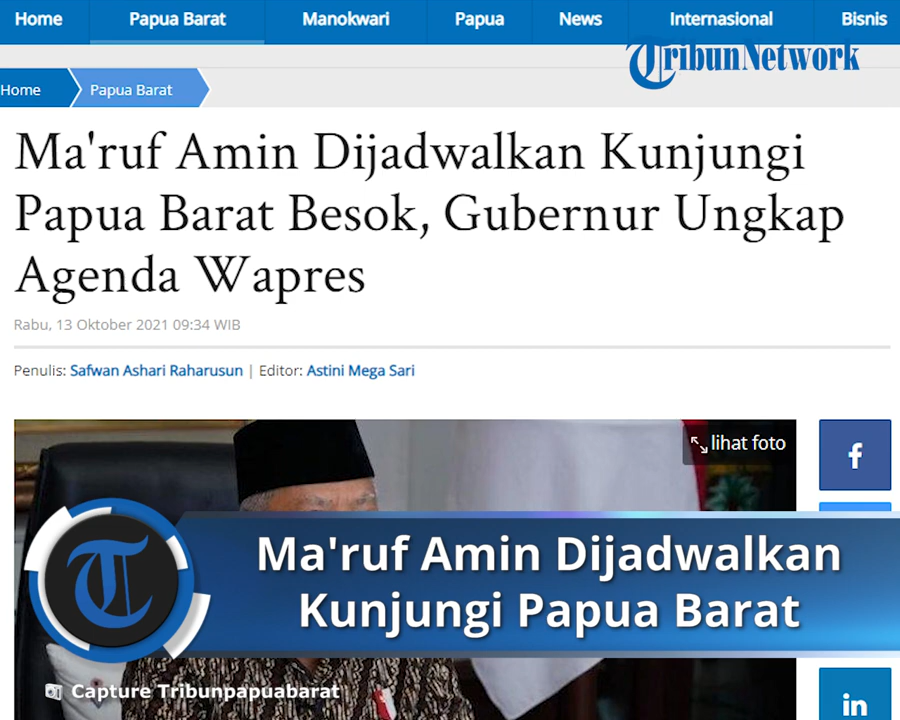 Home Papua Barat Manokwari Papua News Internasional Bisnis
TribunNetwork
Home Papua Barat
Ma'ruf Amin Dijadwalkan Kunjungi
Papua Barat Besok, Gubernur Ungkap
Agenda Wapres
Rabu, 13 Oktober 2021 09:34 WIB
Penulis: Safwan Ashari Raharusun | Editor: Astini Mega Sari
lihat foto
f
T
Ma'ruf Amin Dijadwalkan
Kunjungi Papua Barat
Capture Tribunpapuabarat
in